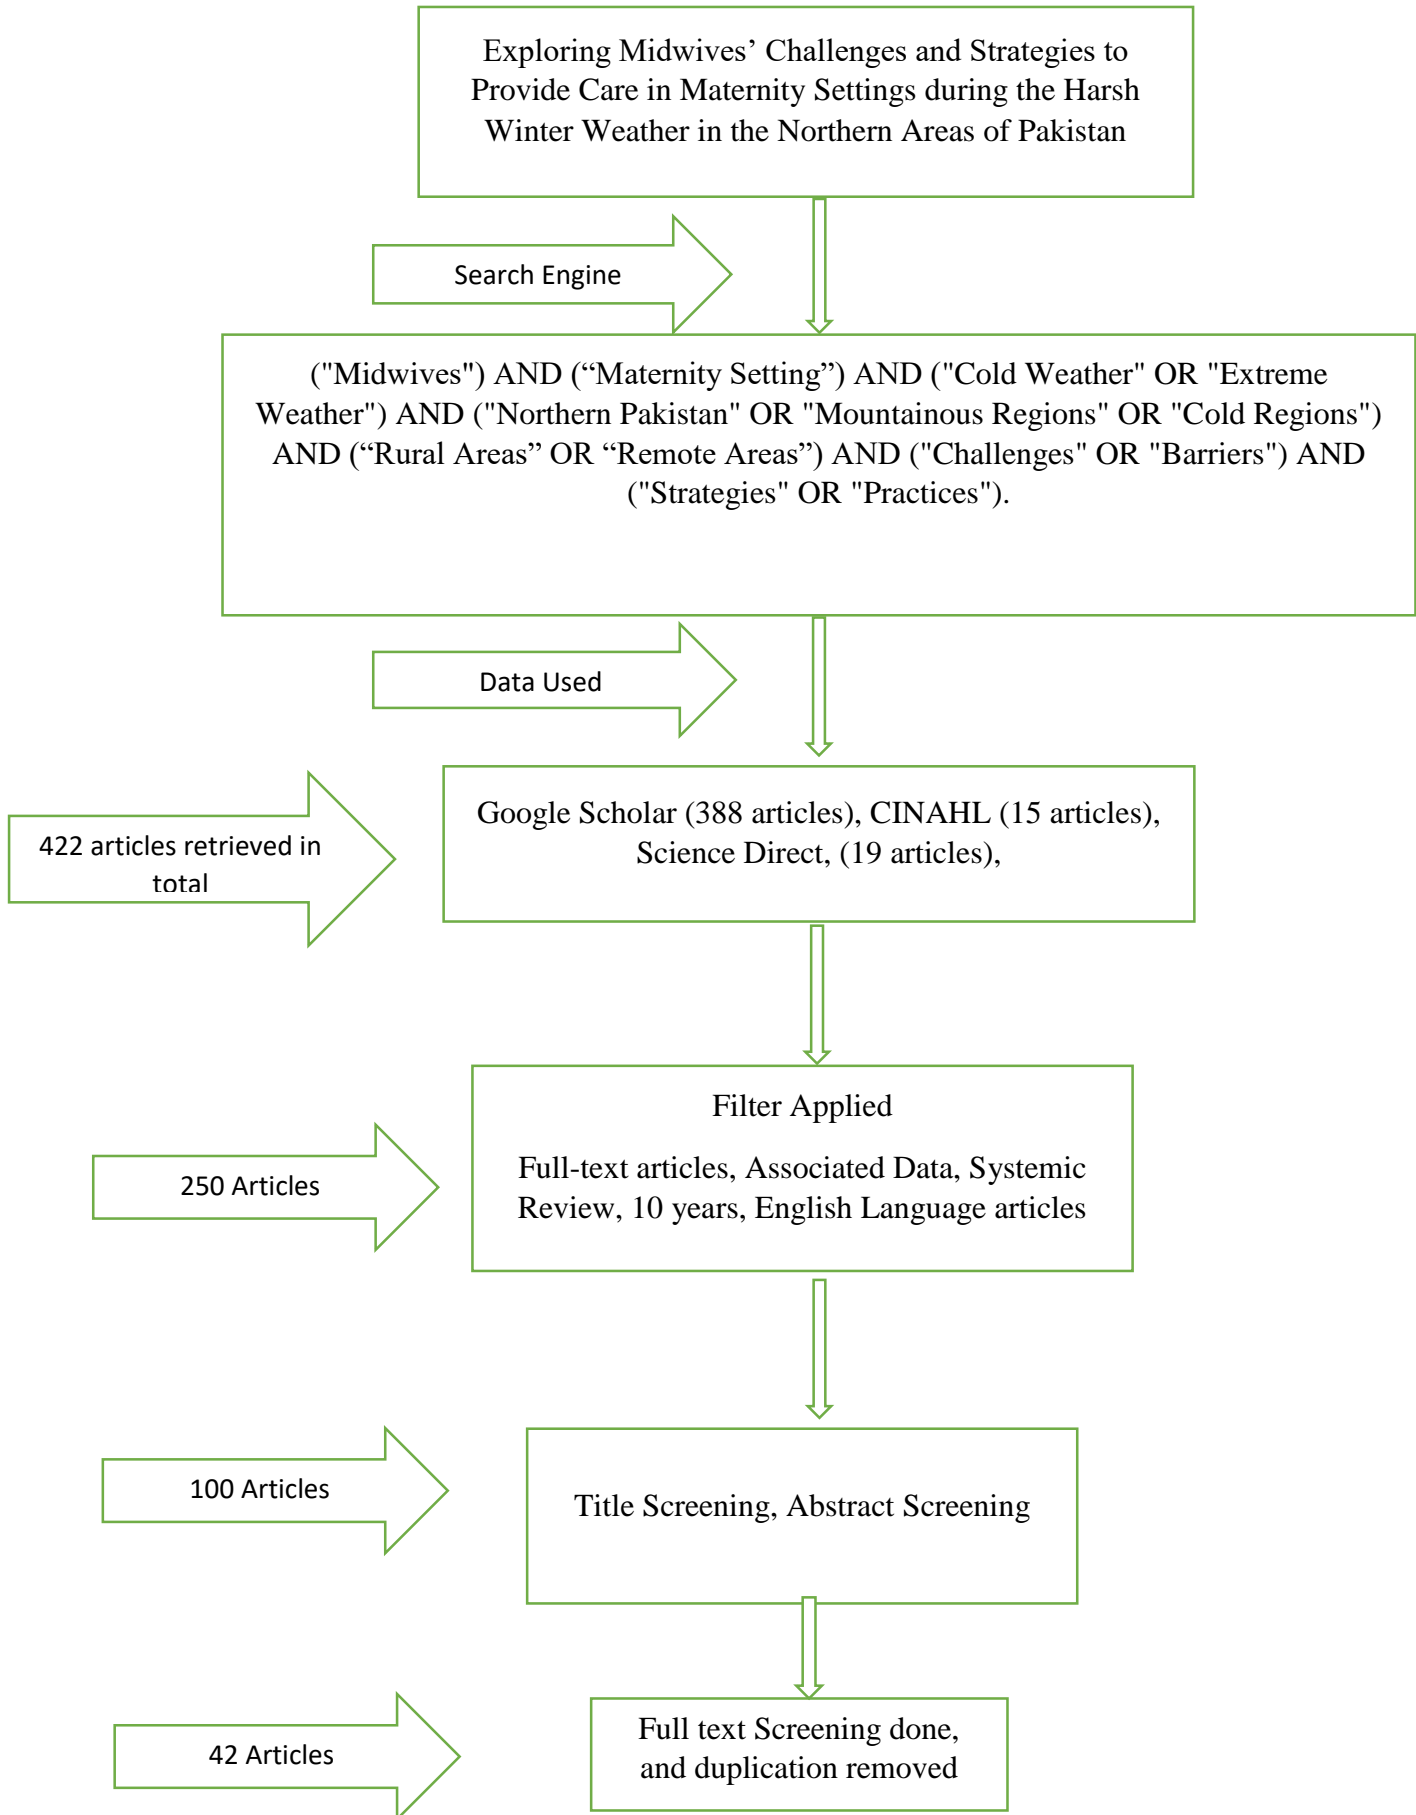 Exploring Midwives’ Challenges and Strategies to
Provide Care in Maternity Settings during the Harsh
Winter Weather in the Northern Areas of Pakistan
Search Engine
("Midwives") AND (“Maternity Setting”) AND ("Cold Weather" OR "Extreme
Weather") AND ("Northern Pakistan" OR "Mountainous Regions" OR "Cold Regions")
AND (“Rural Areas” OR “Remote Areas”) AND ("Challenges" OR "Barriers") AND
("Strategies" OR "Practices").
Data Used
422 articles retrieved in
total
Google Scholar (388 articles), CINAHL (15 articles),
Science Direct, (19 articles),
250 Articles
Filter Applied
Full-text articles, Associated Data, Systemic
Review, 10 years, English Language articles
100 Articles
Title Screening, Abstract Screening
42 Articles
Full text Screening done,
and duplication removed